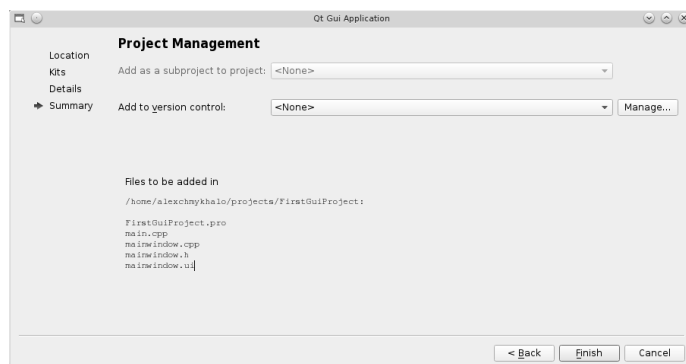 Qt Gui Application
Project Management
Location
Kits
Details
Summary
Add as a subproject to project: <None>
Add to version control: <None> Manage...
Files to be added in
/home/alexchmykhalo/projects/FirstGuiProject:
FirstGuiProject.pro
main.cpp
mainwindow.cpp
mainwindow.h
mainwindow.ui
< Back Finish Cancel